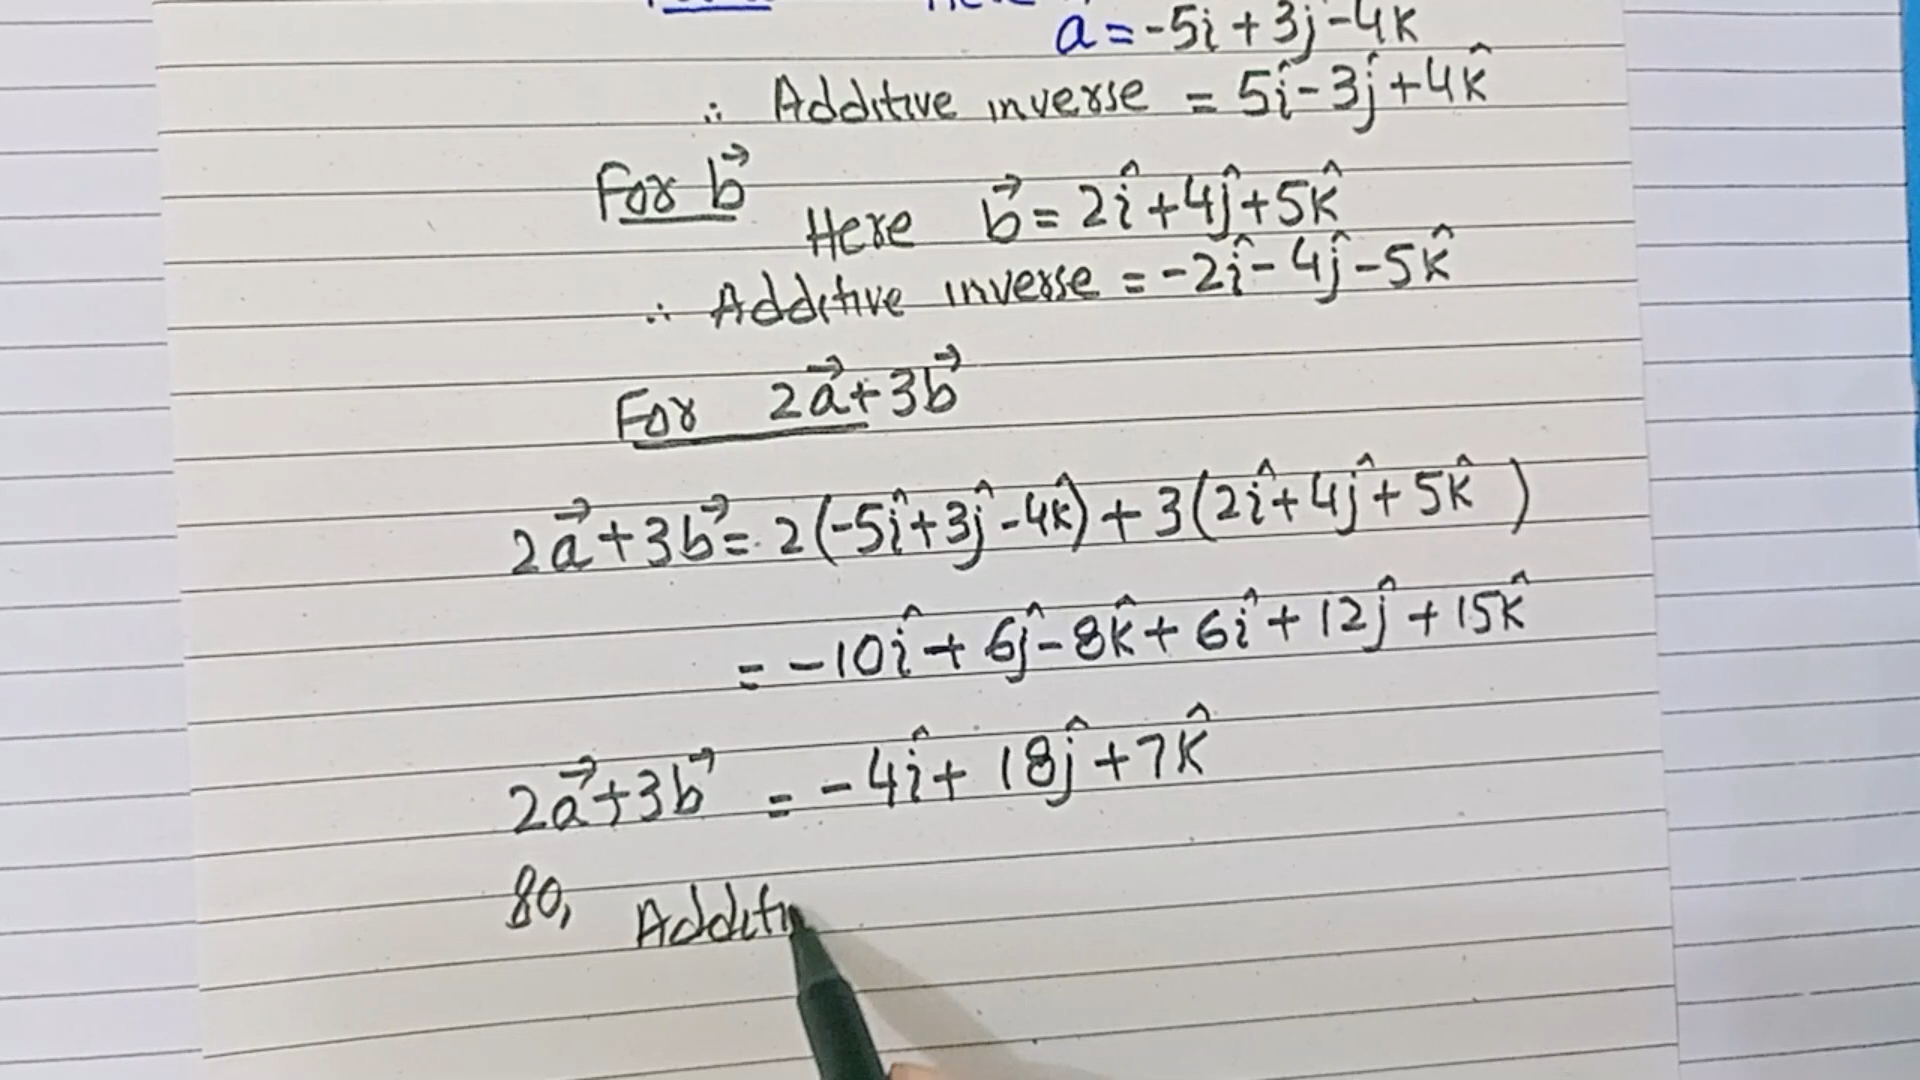 a = -5i + 3j - 4k
∴ Additive inverse = 5î - 3ĵ + 4k̂
For b⃗
Here b⃗ = 2î + 4ĵ + 5k̂
∴ Additive inverse = -2î - 4ĵ - 5k̂
For 2a⃗ + 3b⃗
2a⃗ + 3b⃗ = 2(-5î + 3ĵ - 4k̂) + 3(2î + 4ĵ + 5k̂)
= -10î + 6ĵ - 8k̂ + 6î + 12ĵ + 15k̂
2a⃗ + 3b⃗ = -4î + 18ĵ + 7k̂
So, Additi